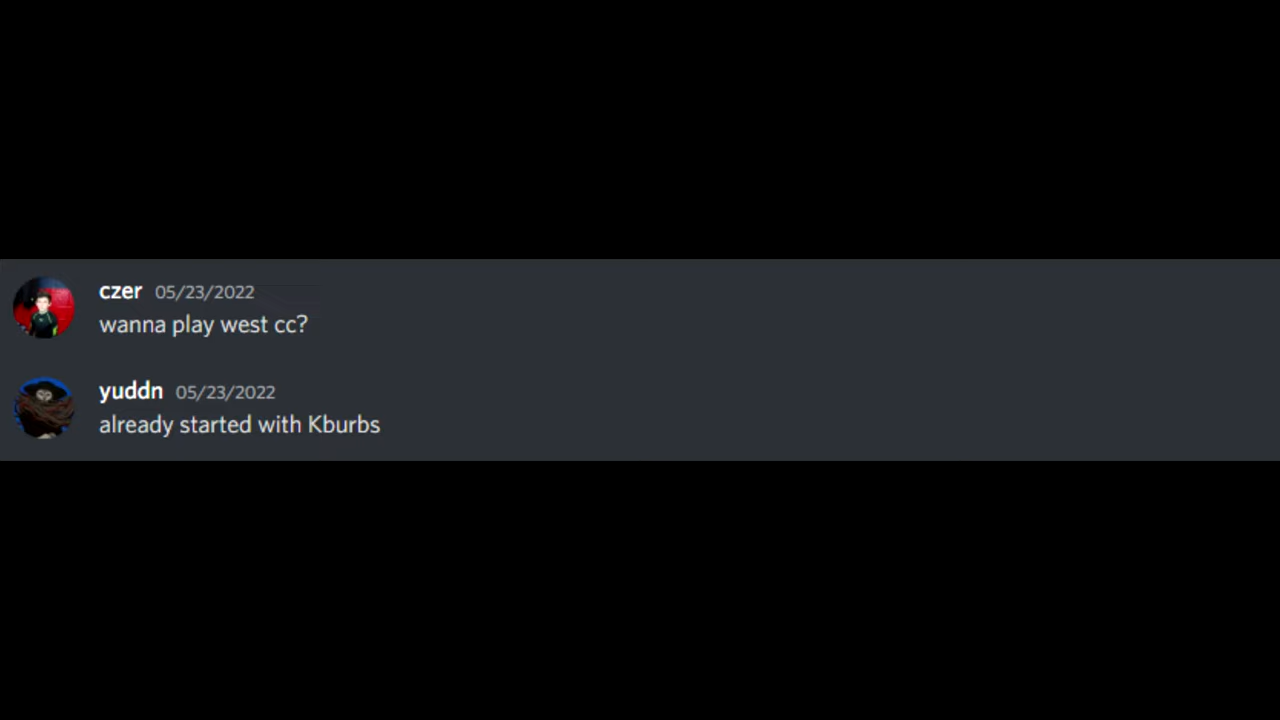 czer 05/23/2022
wanna play west cc?
yuddn 05/23/2022
already started with Kburbs